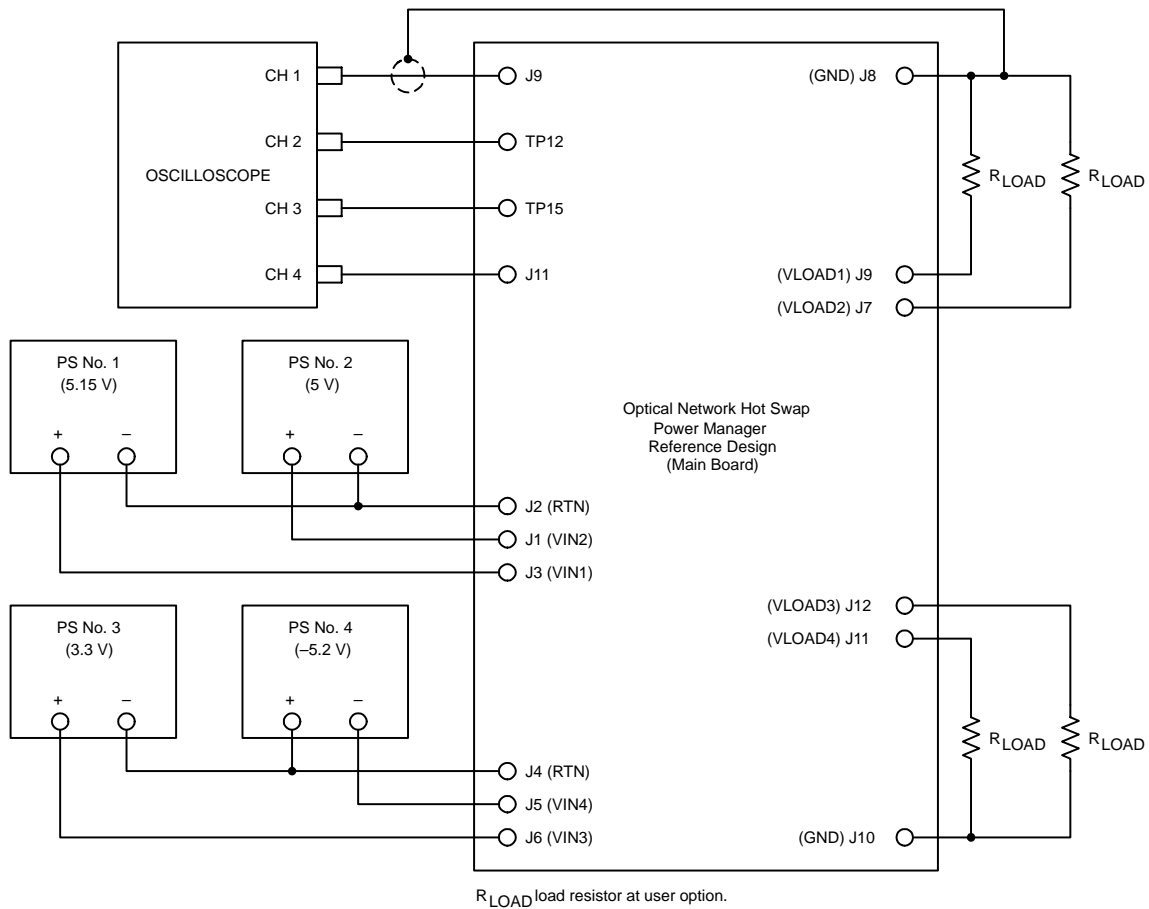 CH 1
J9
(GND) J8
CH 2
TP12
OSCILLOSCOPE
RLOAD
RLOAD
CH 3
TP15
CH 4
J11
(VLOAD1) J9
(VLOAD2) J7
PS No. 1
(5.15 V)
+ –
PS No. 2
(5 V)
+ –
Optical Network Hot Swap
Power Manager
Reference Design
(Main Board)
J2 (RTN)
J1 (VIN2)
J3 (VIN1)
PS No. 3
(3.3 V)
+ –
PS No. 4
(–5.2 V)
+ –
(VLOAD3) J12
(VLOAD4) J11
RLOAD
RLOAD
J4 (RTN)
J5 (VIN4)
J6 (VIN3)
(GND) J10
RLOAD load resistor at user option.